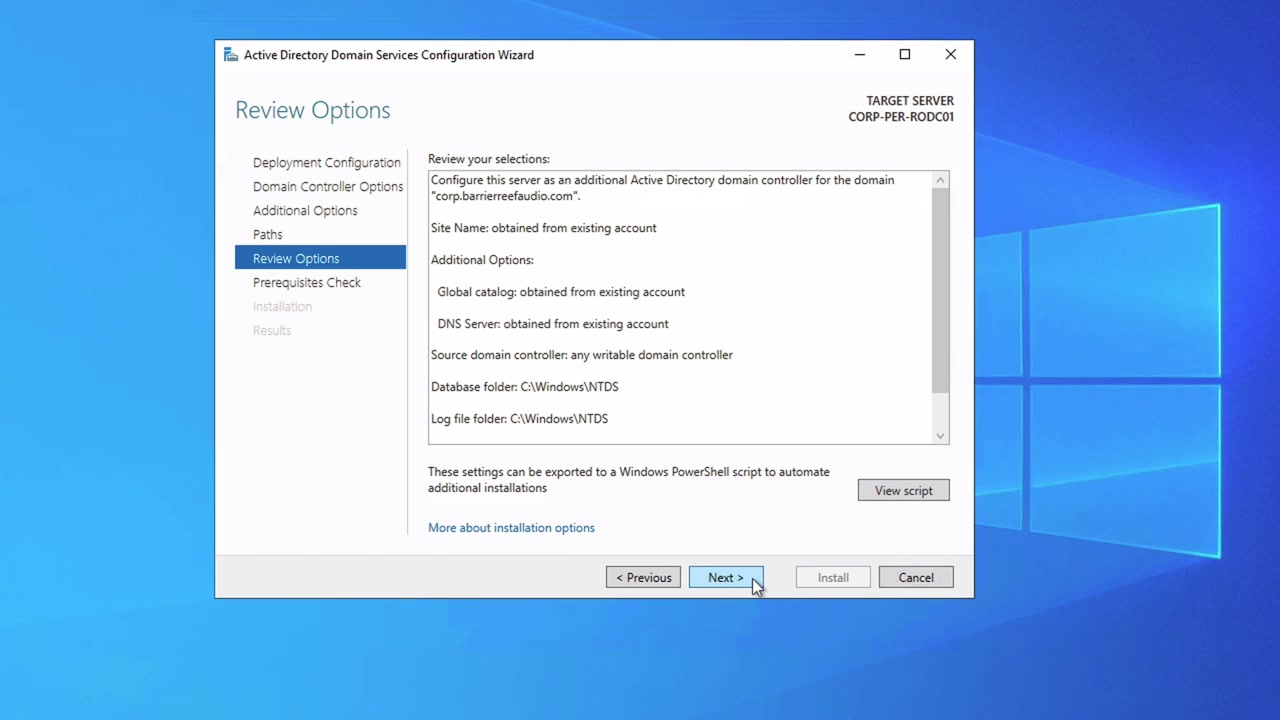 Active Directory Domain Services Configuration Wizard
Review Options
TARGET SERVER
CORP-PER-RODC01
Deployment Configuration
Domain Controller Options
Additional Options
Paths
Review Options
Prerequisites Check
Installation
Results
Review your selections:
Configure this server as an additional Active Directory domain controller for the domain
"corp.barrierreefaudio.com".
Site Name: obtained from existing account
Additional Options:
Global catalog: obtained from existing account
DNS Server: obtained from existing account
Source domain controller: any writable domain controller
Database folder: C:\Windows\NTDS
Log file folder: C:\Windows\NTDS
These settings can be exported to a Windows PowerShell script to automate
additional installations
View script
More about installation options
< Previous
Next >
Install
Cancel